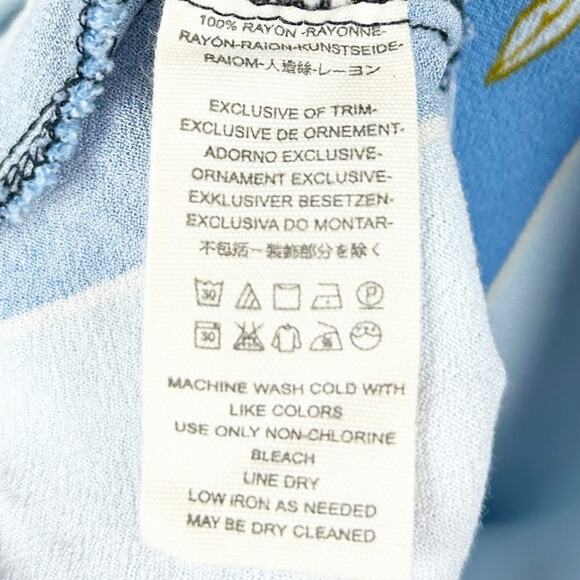 100% RAYON -RAYONNE-
RAYÓN-RAION-KUNSTSEIDE-
RAIOM-人造絲-レーヨン
EXCLUSIVE OF TRIM-
EXCLUSIVE DE ORNEMENT-
ADORNO EXCLUSIVE-
ORNAMENT EXCLUSIVE-
EXKLUSIVER BESETZEN-
EXCLUSIVA DO MONTAR-
不包括一装飾部分を除く
30
P
30
MACHINE WASH COLD WITH
LIKE COLORS
USE ONLY NON-CHLORINE
BLEACH
LINE DRY
LOW IRON AS NEEDED
MAY BE DRY CLEANED